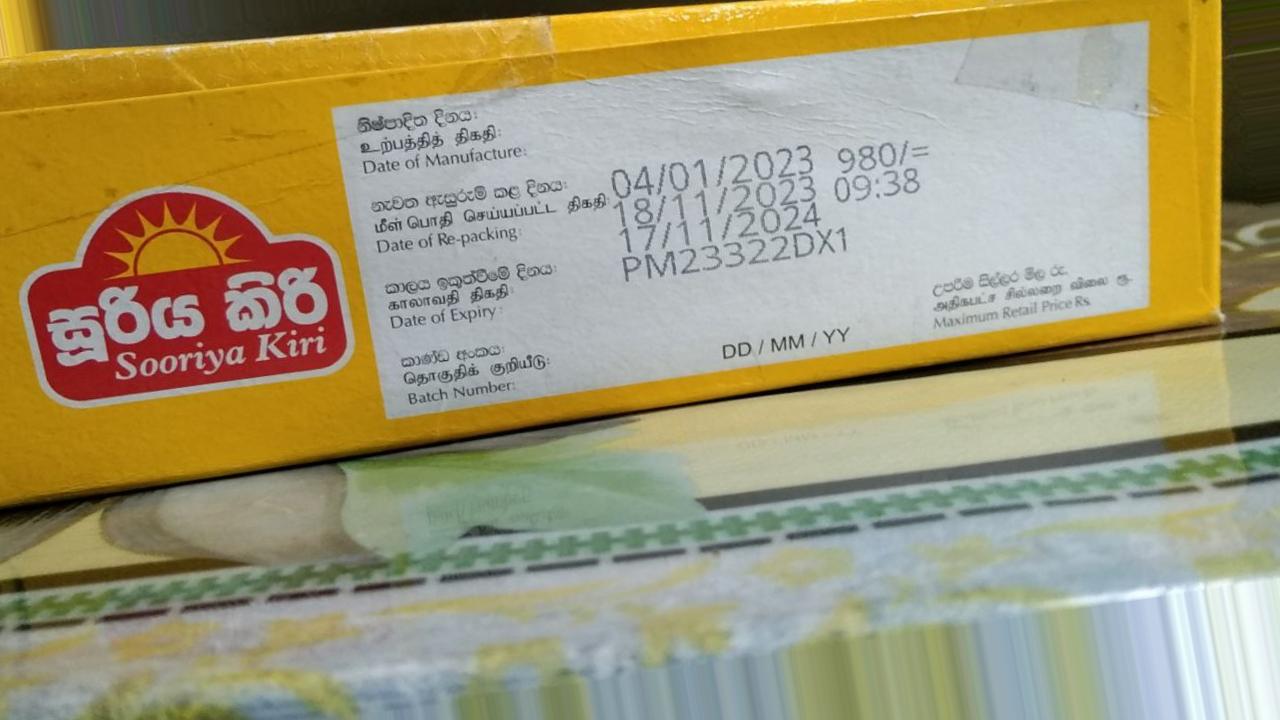 සූරිය කිරි
Sooriya Kiri
නිෂ්පාදිත දිනය:
உற்பத்தித் திகதி:
Date of Manufacture:
නැවත ඇසුරුම් කළ දිනය:
மீள் பொதி செய்யப்பட்ட திகதி:
Date of Re-packing:
කාලය ඉකුත්වීමේ දිනය:
காலாவதி திகதி:
Date of Expiry:
කාණ්ඩ අංකය:
தொகுதிக் குறியீடு:
Batch Number:
04/01/2023 980/=
18/11/2023 09:38
17/11/2024
PM23322DX1
DD / MM / YY
උපරිම සිල්ලර මිල රු.
அதிகபட்ச சில்லறை விலை ரூ.
Maximum Retail Price Rs.